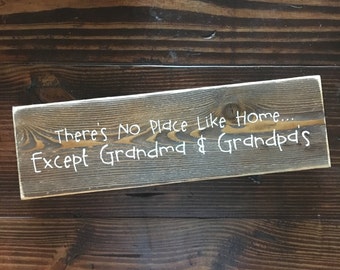 There's No Place Like Home...
Except Grandma & Grandpa's